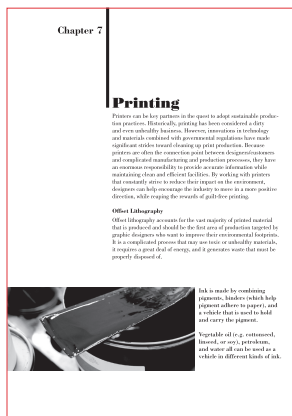 Chapter 7
Printing
Printers can be key partners in the quest to adopt sustainable produc-
tion practices. Historically, printing has been considered a dirty
and even unhealthy business. However, innovations in technology
and materials combined with governmental regulations have made
significant strides toward cleaning up print production. Because
printers are often the connection point between designers/customers
and complicated manufacturing and production processes, they have
an enormous responsibility to provide accurate information while
maintaining clean and efficient facilities. By working with printers
that constantly strive to reduce their impact on the environment,
designers can help encourage the industry to move in a more positive
direction, while reaping the rewards of guilt-free printing.
Offset Lithography
Offset lithography accounts for the vast majority of printed material
that is produced and should be the first area of production targeted by
graphic designers who want to improve their environmental footprints.
It is a complicated process that may use toxic or unhealthy materials,
it requires a great deal of energy, and it generates waste that must be
properly disposed of.
Ink is made by combining
pigments, binders (which help
pigment adhere to paper), and
a vehicle that is used to hold
and carry the pigment.
Vegetable oil (e.g. cottonseed,
linseed, or soy), petroleum,
and water all can be used as a
vehicle in different kinds of ink.